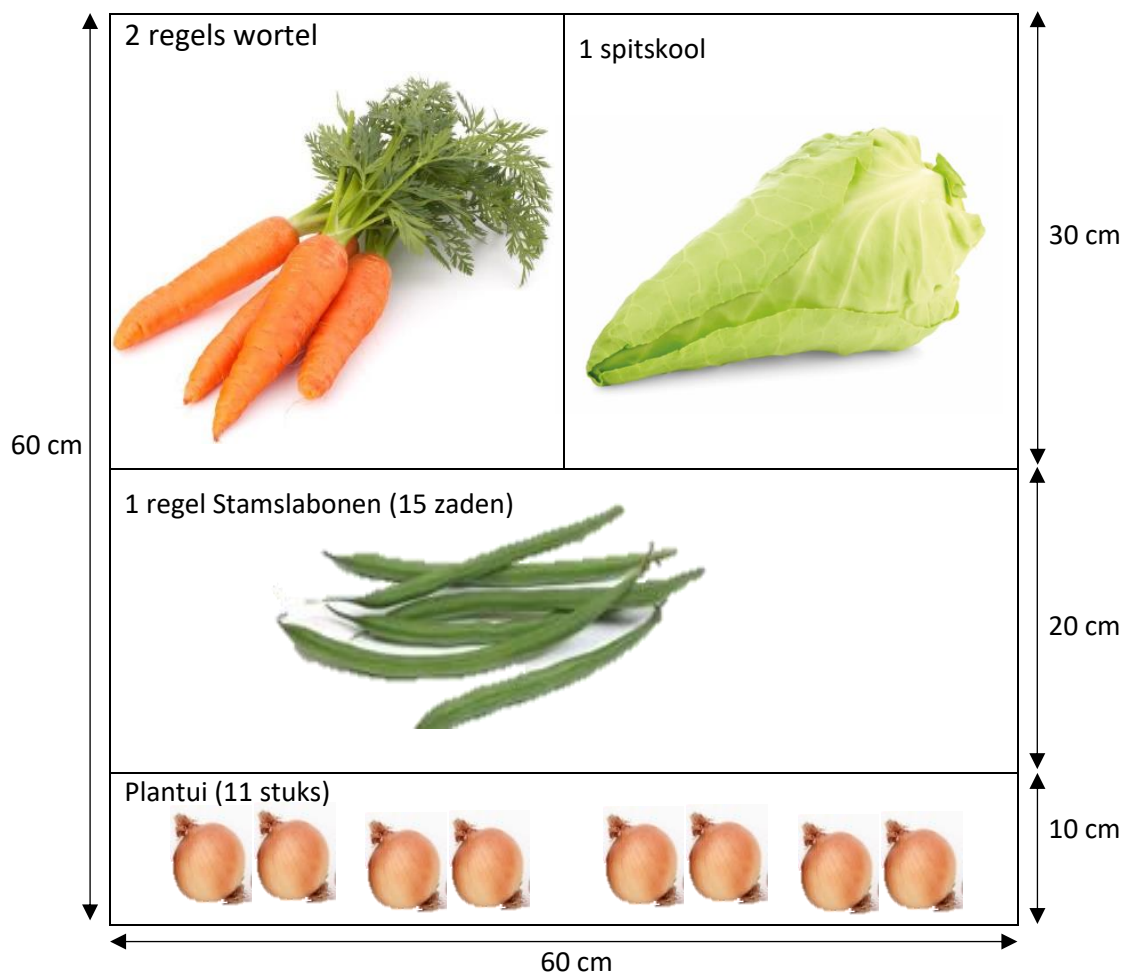 2 regels wortel
1 spitskool
30 cm
60 cm
1 regel Stamslabonen (15 zaden)
20 cm
Plantui (11 stuks)
10 cm
60 cm